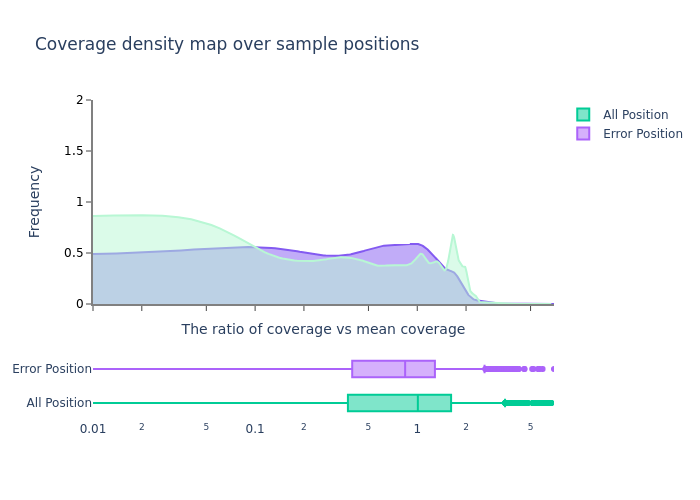 Coverage density map over sample positions
2
1.5
1
0.5
0
Frequency
All Position
Error Position
The ratio of coverage vs mean coverage
Error Position
All Position
0.01 2 5 0.1 2 5 1 2 5